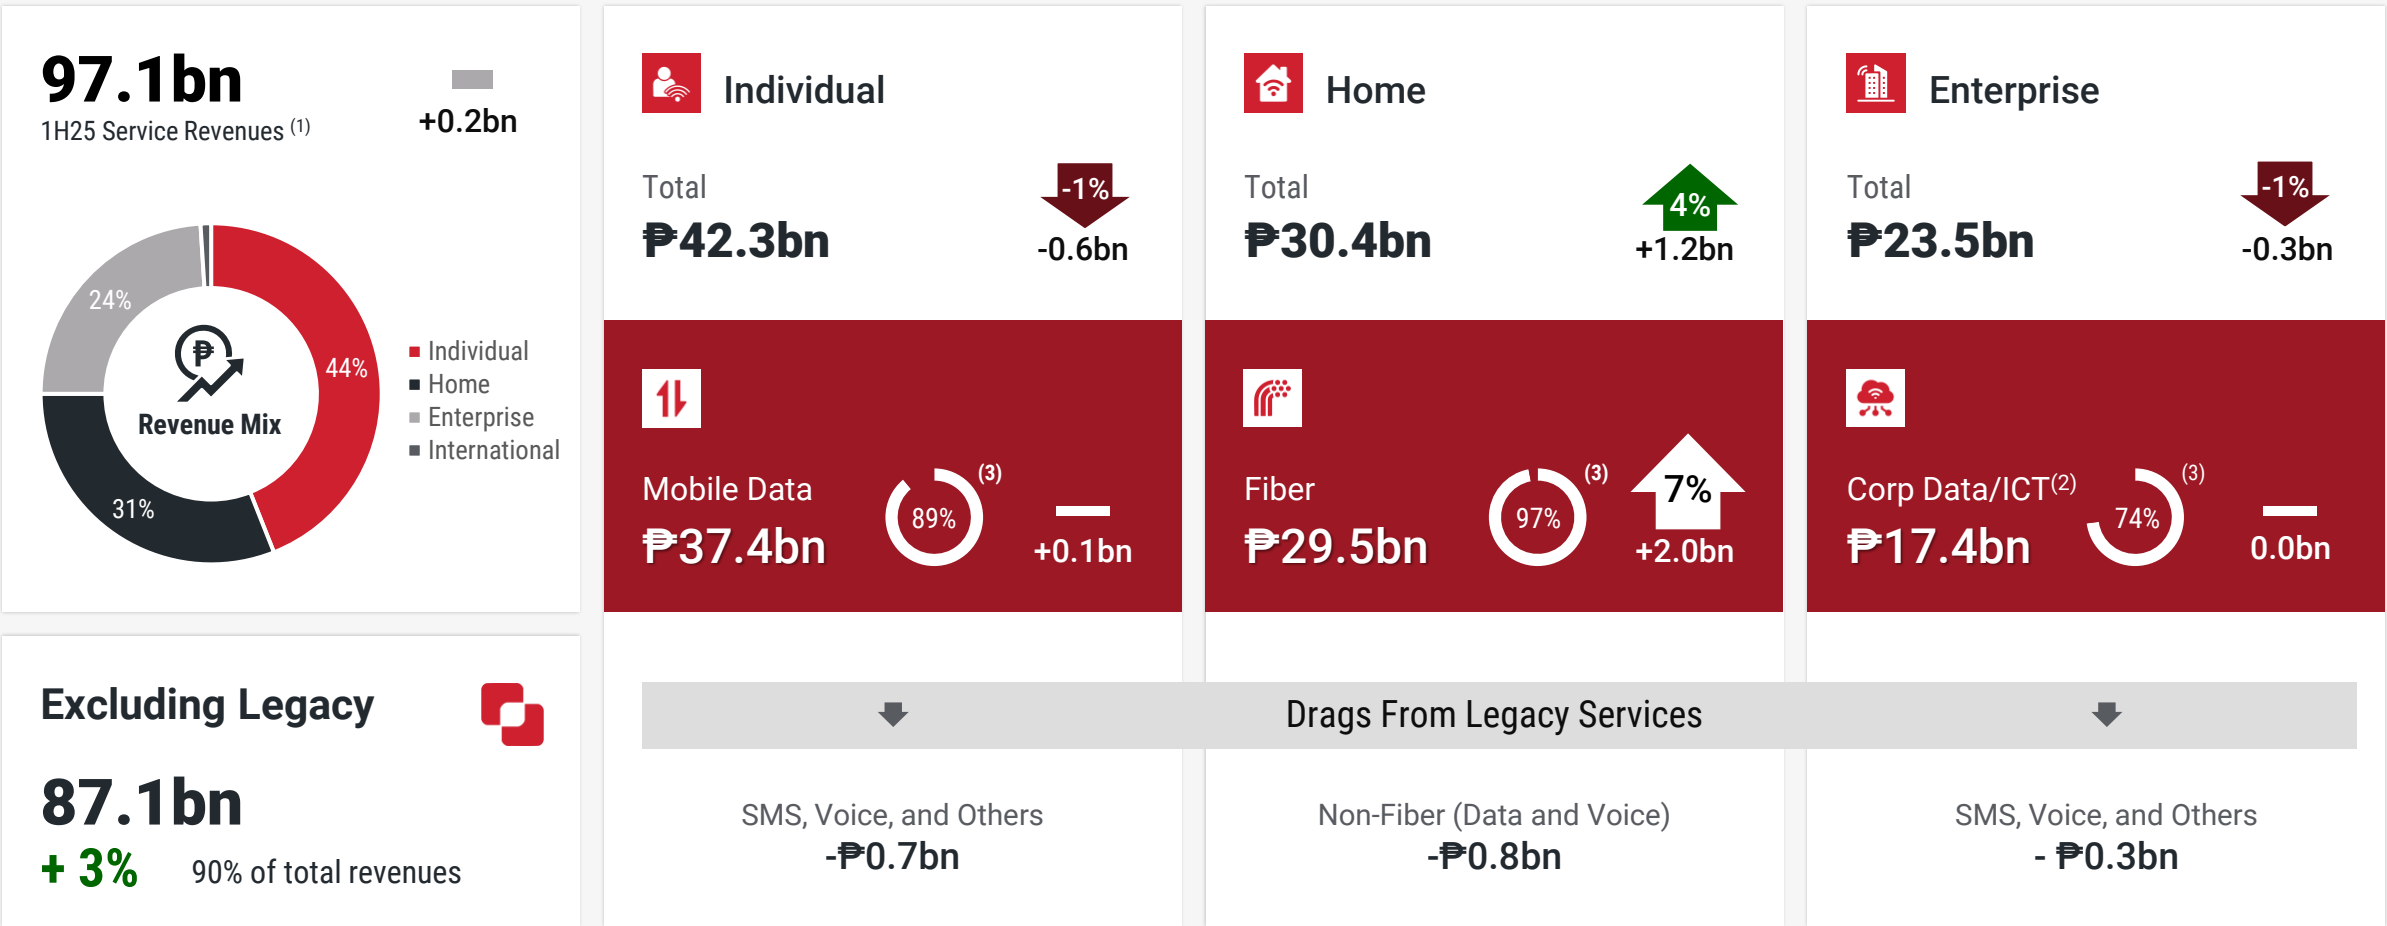 97.1bn
+0.2bn
1H25 Service Revenues (1)
24%
44%
31%
₱
Revenue Mix
Individual
Home
Enterprise
International
Excluding Legacy
87.1bn
+ 3%
90% of total revenues
Individual
Total
₱42.3bn
-1%
-0.6bn
Mobile Data
₱37.4bn
89%
(3)
+0.1bn
Home
Total
₱30.4bn
4%
+1.2bn
Fiber
₱29.5bn
97%
(3)
7%
+2.0bn
Enterprise
Total
₱23.5bn
-1%
-0.3bn
Corp Data/ICT(2)
₱17.4bn
74%
(3)
0.0bn
Drags From Legacy Services
SMS, Voice, and Others
-₱0.7bn
Non-Fiber (Data and Voice)
-₱0.8bn
SMS, Voice, and Others
- ₱0.3bn